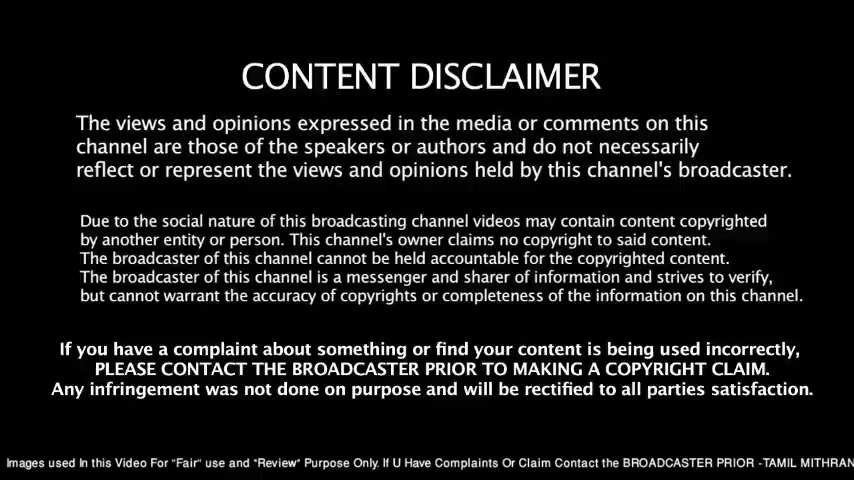 CONTENT DISCLAIMER
The views and opinions expressed in the media or comments on this
channel are those of the speakers or authors and do not necessarily
reflect or represent the views and opinions held by this channel's broadcaster.
Due to the social nature of this broadcasting channel videos may contain content copyrighted
by another entity or person. This channel's owner claims no copyright to said content.
The broadcaster of this channel cannot be held accountable for the copyrighted content.
The broadcaster of this channel is a messenger and sharer of information and strives to verify,
but cannot warrant the accuracy of copyrights or completeness of the information on this channel.
If you have a complaint about something or find your content is being used incorrectly,
PLEASE CONTACT THE BROADCASTER PRIOR TO MAKING A COPYRIGHT CLAIM.
Any infringement was not done on purpose and will be rectified to all parties satisfaction.
Images used In this Video For "Fair" use and "Review" Purpose Only. If U Have Complaints Or Claim Contact the BROADCASTER PRIOR -TAMIL MITHRAN